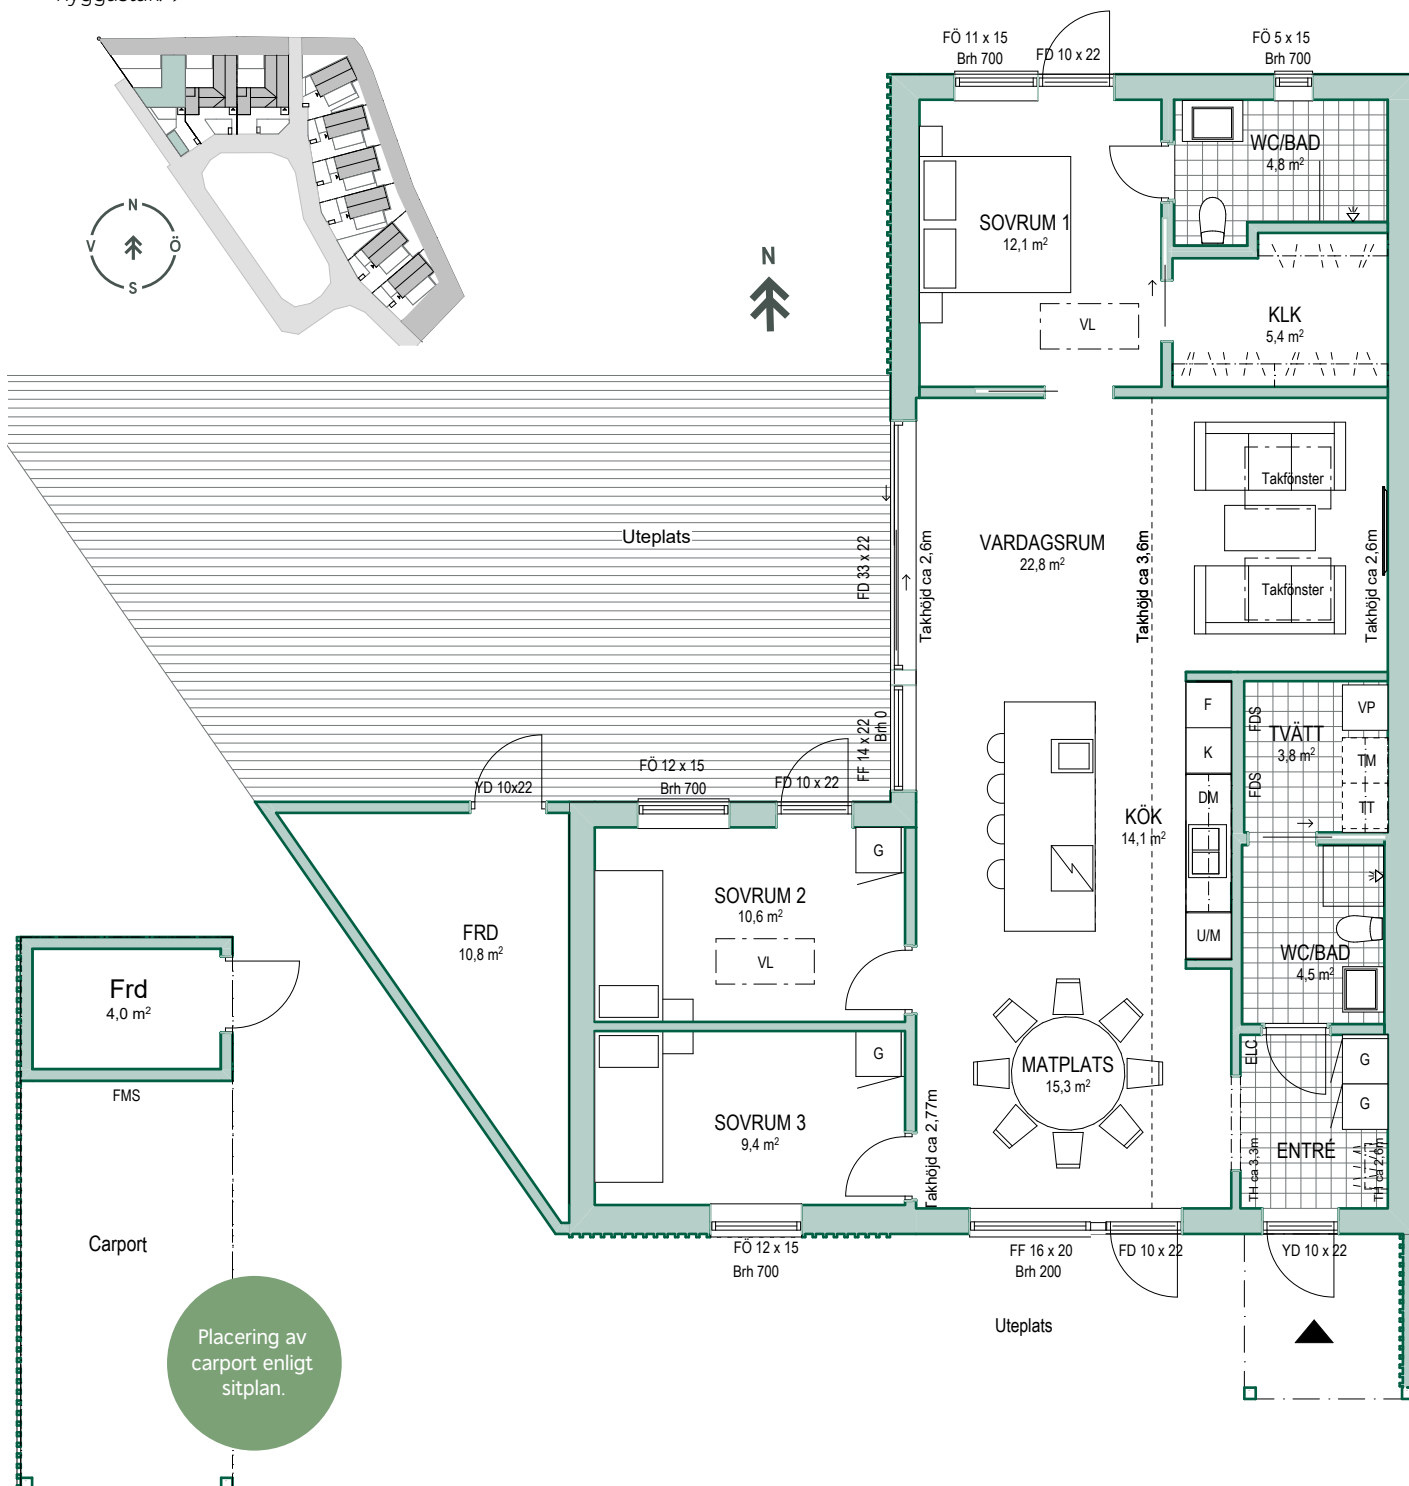 N
V
Ö
S
N
FÖ 11 x 15
Brh 700
FD 10 x 22
FÖ 5 x 15
Brh 700
WC/BAD
4,8 m²
SOVRUM 1
12,1 m²
VL
KLK
5,4 m²
Uteplats
FD 33 x 22
Takhöjd ca 2,6m
VARDAGSRUM
22,8 m²
Takhöjd ca 3,6m
Takfönster
Takfönster
Takhöjd ca 2,6m
FF 14 x 22
Brh 0
F
K
DM
U/M
FDS
FDS
TVÄTT
3,8 m²
VP
TM
TT
KÖK
14,1 m²
YD 10x22
FÖ 12 x 15
Brh 700
FD 10 x 22
G
SOVRUM 2
10,6 m²
VL
FRD
10,8 m²
WC/BAD
4,5 m²
Frd
4,0 m²
FMS
G
SOVRUM 3
9,4 m²
MATPLATS
15,3 m²
Takhöjd ca 2,77m
ELC
G
G
ENTRÉ
TH ca 3,3m
TH ca 2,6m
Carport
FÖ 12 x 15
Brh 700
FF 16 x 20
Brh 200
FD 10 x 22
YD 10 x 22
Uteplats
Placering av
carport enligt
sitplan.